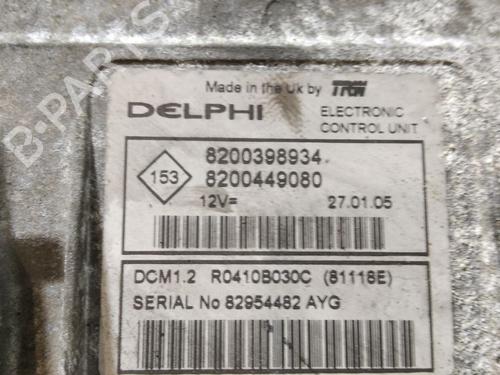 Made in the Uk by TRW
DELPHI
ELECTRONIC
CONTROL UNIT
153
8200398934
8200449080
12V=
27.01.05
DCM1.2 R0410B030C (81118E)
SERIAL No 82954482 AYG
B-PARTS